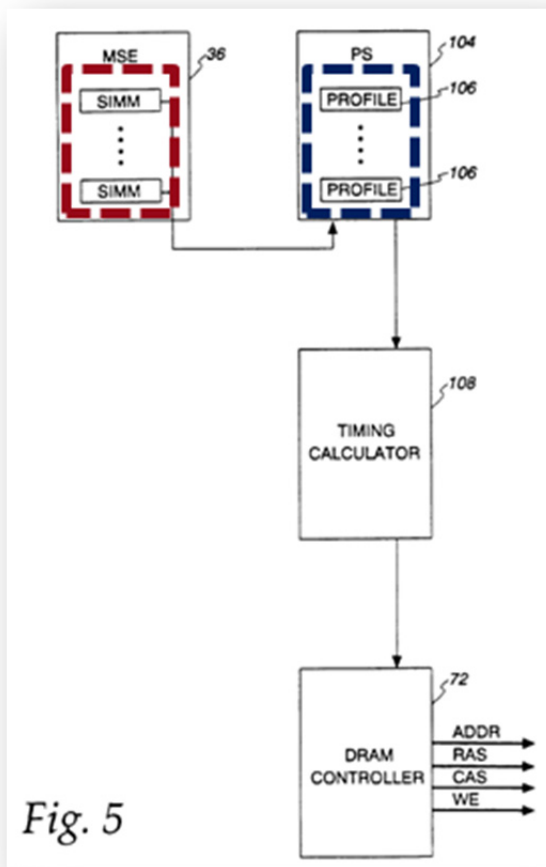 MSE
36
SIMM
SIMM
PS
104
PROFILE
106
PROFILE
106
TIMING
CALCULATOR
108
DRAM
CONTROLLER
72
ADDR
RAS
CAS
WE
Fig. 5